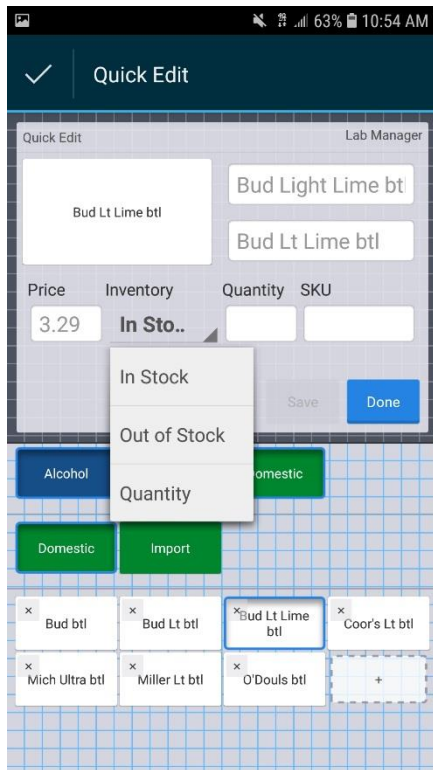 63% 10:54 AM
Quick Edit
Quick Edit Lab Manager
Bud Lt Lime btl
Bud Light Lime bt
Bud Lt Lime btl
Price Inventory Quantity SKU
3.29 In Sto..
In Stock
Out of Stock
Quantity
Save Done
Alcohol omestic
Domestic Import
× Bud btl
× Bud Lt btl
× Bud Lt Lime
btl
× Coor's Lt btl
× Mich Ultra btl
× Miller Lt btl
× O'Douls btl
+